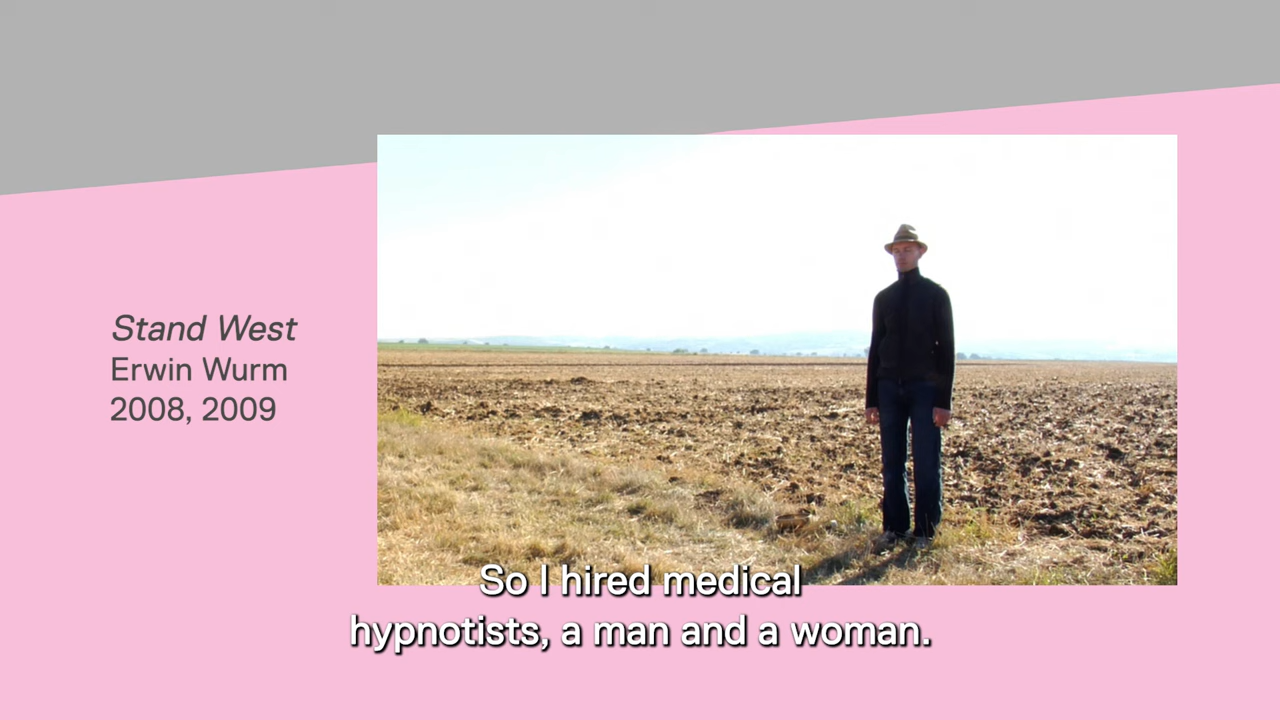 Stand West
Erwin Wurm
2008, 2009
So I hired medical
hypnotists, a man and a woman.